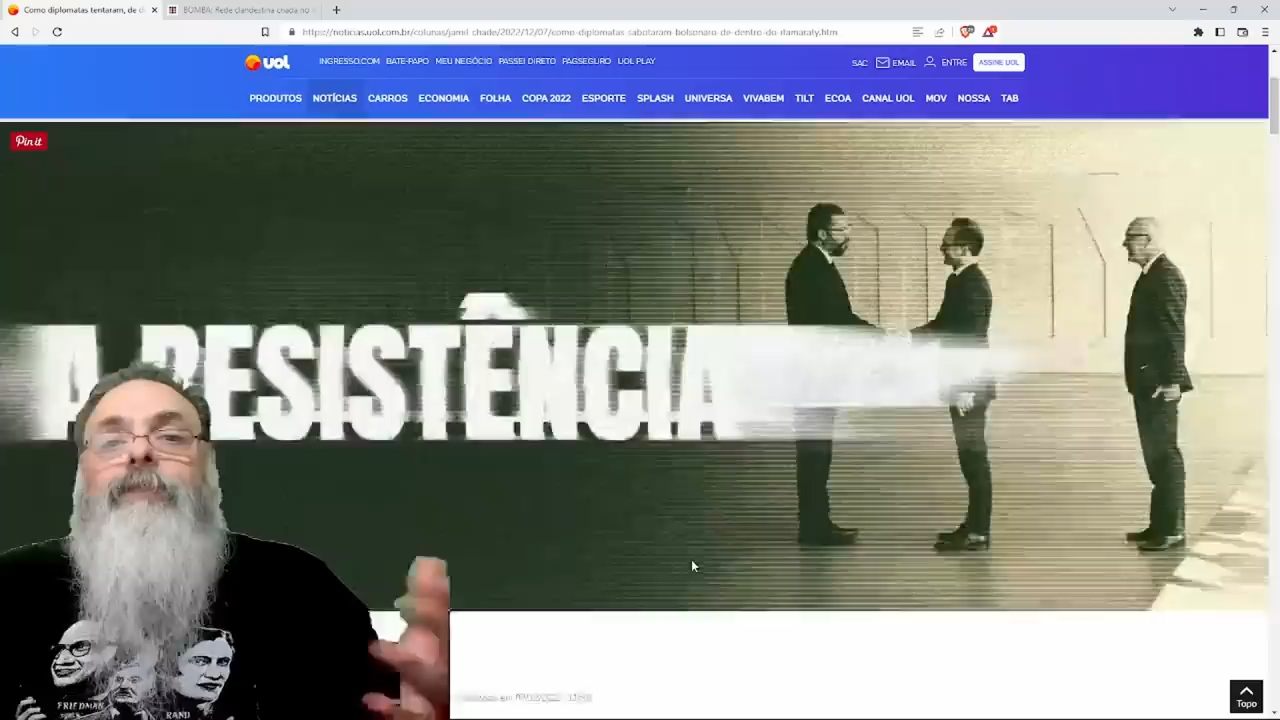 Como diplomatas tentaram, de d
BOMBA! Rede clandestina criada no
https://noticias.uol.com.br/colunas/jamil-chade/2022/12/07/como-diplomatas-sabotaram-bolsonaro-de-dentro-do-itamaraty.htm
UOL
INGRESSO.COM BATE-PAPO MEU NEGÓCIO PASSEI DIRETO PAGSEGURO UOL PLAY
SAC EMAIL ENTRE ASSINE UOL
PRODUTOS NOTÍCIAS CARROS ECONOMIA FOLHA COPA 2022 ESPORTE SPLASH UNIVERSA VIVABEM TILT ECOA CANAL UOL MOV NOSSA TAB
Pin it
A RESISTÊNCIA
FRIEDMAN
RAND
em
Topo